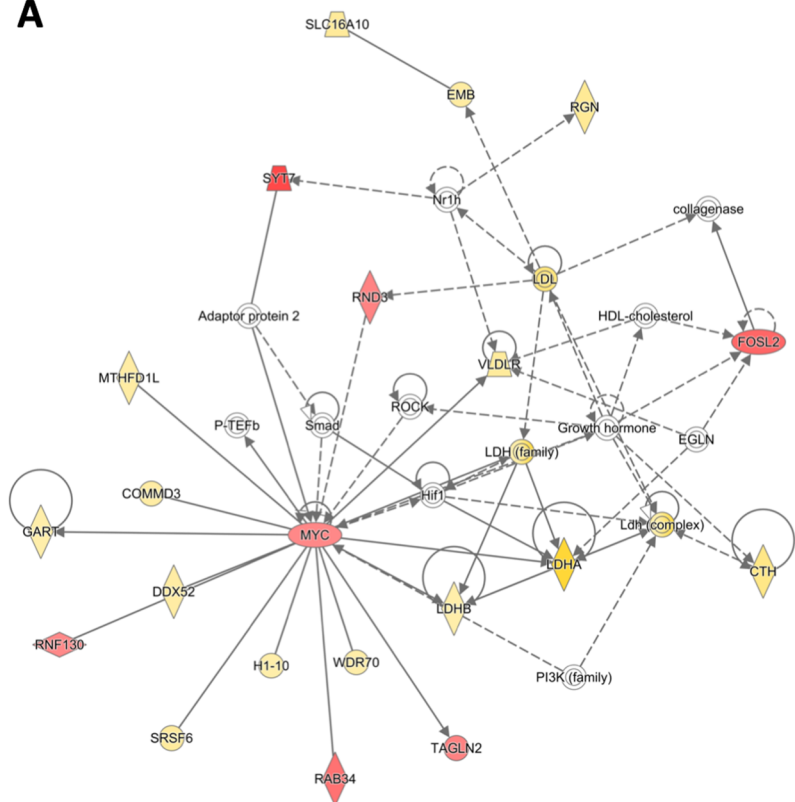 A
SLC16A10
EMB
RGN
SYT7
Nr1h
collagenase
LDL
RND3
Adaptor protein 2
HDL-cholesterol
FOSL2
VLDLR
MTHFD1L
ROCK
P-TEFb
Smad
Growth hormone
EGLN
LDH (family)
COMMD3
Hif1
GART
MYC
Ldh (complex)
LDHA
CTH
DDX52
LDHB
RNF130
H1-10
WDR70
PI3K (family)
SRSF6
TAGLN2
RAB34